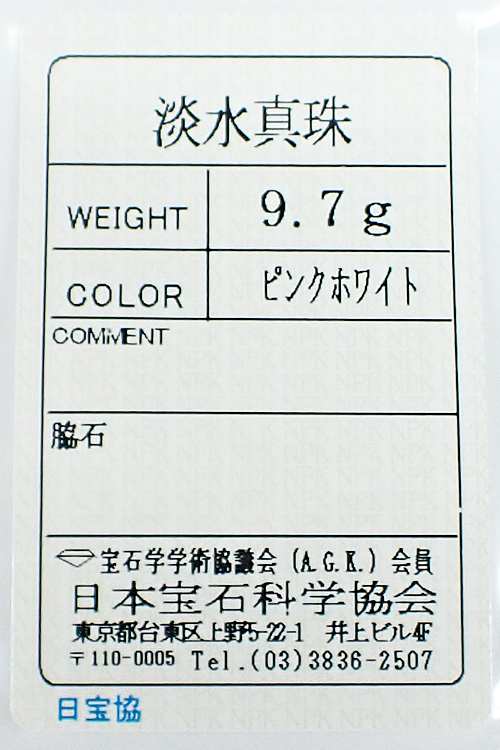 淡水真珠
WEIGHT 9.7g
COLOR ピンクホワイト
COMMENT
脇石
宝石学学術協議会 (A.G.K.) 会員
日本宝石科学協会
東京都台東区上野5-22-1 井上ビル4F
〒110-0005 Tel.(03)3836-2507
日宝協